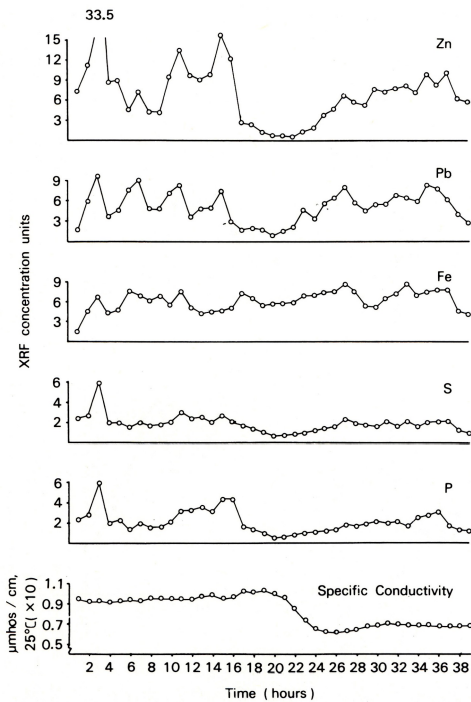 33.5
15
Zn
9
6
3
9
Pb
6
3
9
Fe
6
3
XRF concentration units
6
S
4
2
6
P
4
2
1.1
Specific Conductivity
0.7
0.5
μmhos / cm,
25°C( ×10)
2 4 6 8 10 12 14 16 18 20 22 24 26 28 30 32 34 36 38
Time ( hours )